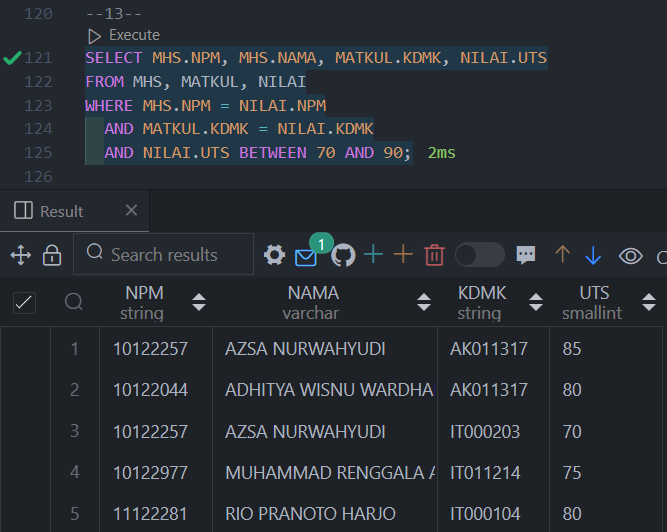 120 --13--
Execute
121 SELECT MHS.NPM, MHS.NAMA, MATKUL.KDMK, NILAI.UTS
122 FROM MHS, MATKUL, NILAI
123 WHERE MHS.NPM = NILAI.NPM
124 AND MATKUL.KDMK = NILAI.KDMK
125 AND NILAI.UTS BETWEEN 70 AND 90; 2ms
126
Result
Search results 1
NPM NAMA KDMK UTS
string varchar string smallint
1 10122257 AZSA NURWAHYUDI AK011317 85
2 10122044 ADHITYA WISNU WARDHA AK011317 80
3 10122257 AZSA NURWAHYUDI IT000203 70
4 10122977 MUHAMMAD RENGGALA A IT011214 75
5 11122281 RIO PRANOTO HARJO IT000104 80